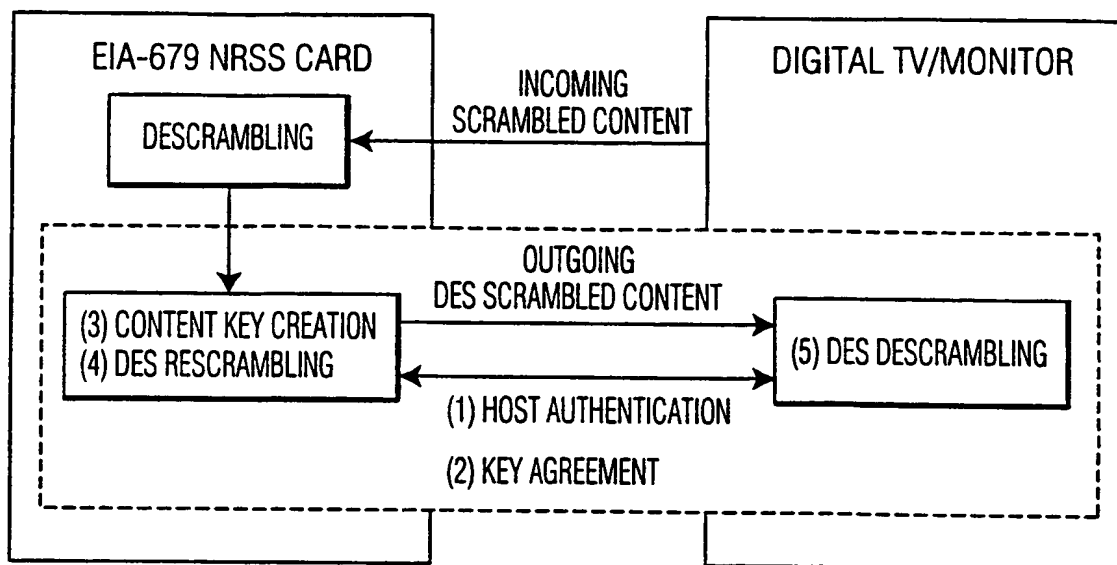 EIA-679 NRSS CARD
DIGITAL TV/MONITOR
INCOMING
SCRAMBLED CONTENT
DESCRAMBLING
OUTGOING
DES SCRAMBLED CONTENT
(3) CONTENT KEY CREATION
(4) DES RESCRAMBLING
(5) DES DESCRAMBLING
(1) HOST AUTHENTICATION
(2) KEY AGREEMENT